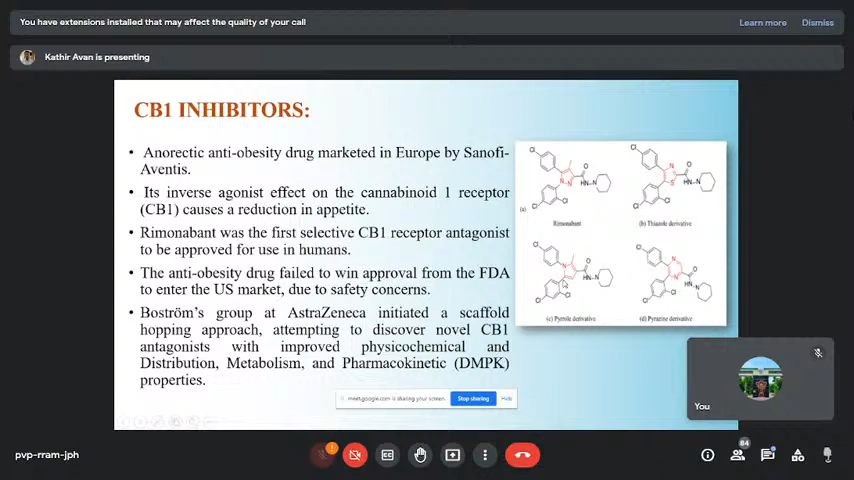 You have extensions installed that may affect the quality of your call
Learn more
Dismiss
Kathir Avan is presenting
CB1 INHIBITORS:
• Anorectic anti-obesity drug marketed in Europe by Sanofi-
Aventis.
• Its inverse agonist effect on the cannabinoid 1 receptor
(CB1) causes a reduction in appetite.
• Rimonabant was the first selective CB1 receptor antagonist
to be approved for use in humans.
• The anti-obesity drug failed to win approval from the FDA
to enter the US market, due to safety concerns.
• Boström's group at AstraZeneca initiated a scaffold
hopping approach, attempting to discover novel CB1
antagonists with improved physicochemical and
Distribution, Metabolism, and Pharmacokinetic (DMPK)
properties.
(a)
Rimonabant
(b) Thiazole derivative
(c) Pyrrole derivative
(d) Pyrazine derivative
meet.google.com is sharing your screen.
Stop sharing
Hide
You
pvp-rram-jph
84